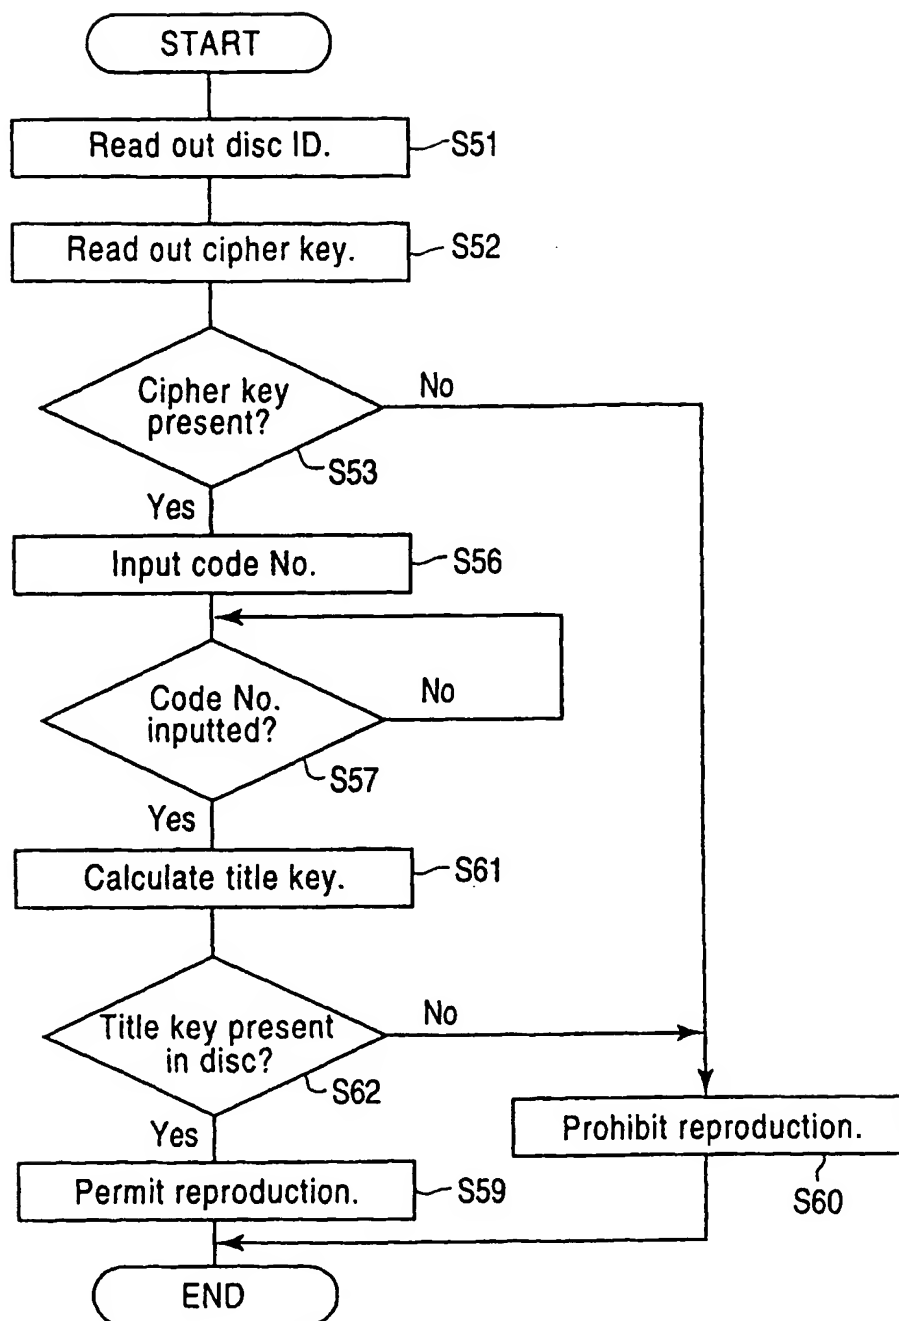 START
Read out disc ID.
S51
Read out cipher key.
S52
Cipher key
present?
No
S53
Yes
Input code No.
S56
Code No.
inputted?
No
S57
Yes
Calculate title key.
S61
Title key present
in disc?
No
S62
Yes
Prohibit reproduction.
S60
Permit reproduction.
S59
END